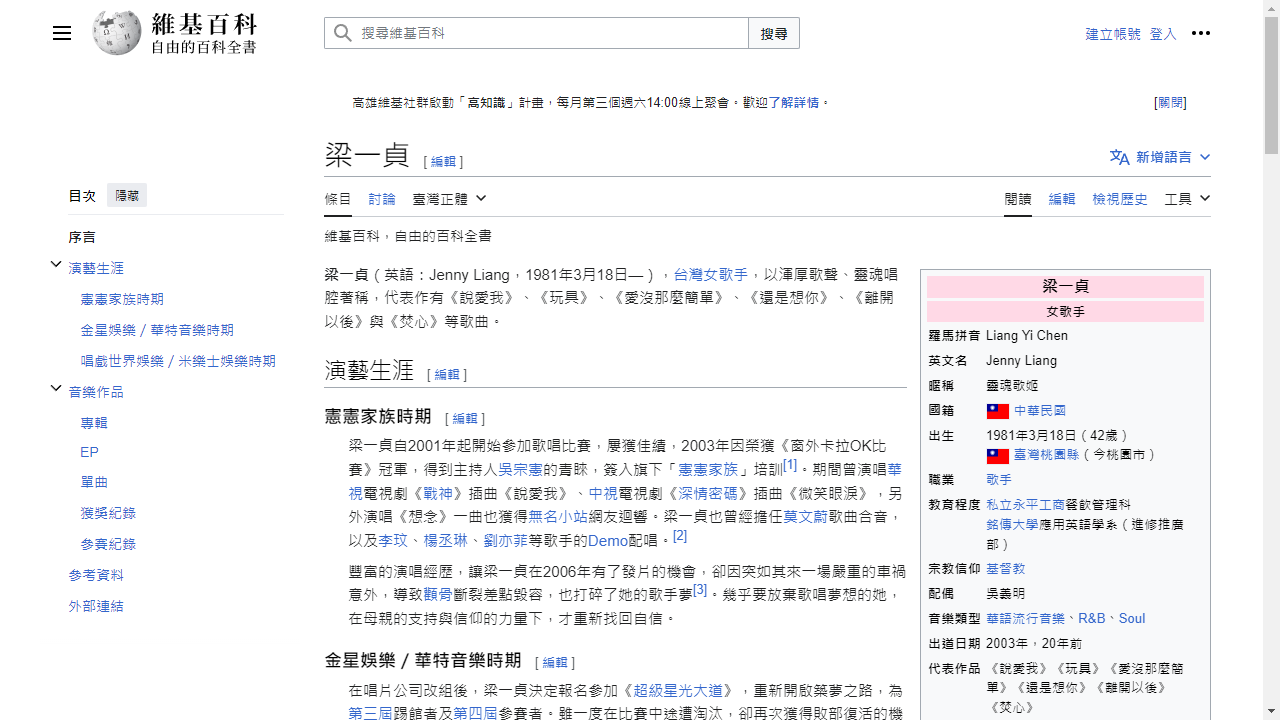 維基百科
自由的百科全書
搜尋維基百科
搜尋
建立帳號 登入
高雄維基社群啟動「高知識」計畫，每月第三個週六14:00線上聚會。歡迎了解詳情。
[關閉]
梁一貞 [ 編輯 ]
新增語言
目次 隱藏
序言
演藝生涯
憲憲家族時期
金星娛樂 / 華特音樂時期
唱戲世界娛樂 / 米樂士娛樂時期
音樂作品
專輯
EP
單曲
獲獎紀錄
參賽紀錄
參考資料
外部連結
條目 討論 臺灣正體
閱讀 編輯 檢視歷史 工具
維基百科，自由的百科全書
梁一貞（英語：Jenny Liang，1981年3月18日—），台灣女歌手，以渾厚歌聲、靈魂唱
腔著稱，代表作有《說愛我》、《玩具》、《愛沒那麼簡單》、《還是想你》、《離開
以後》與《焚心》等歌曲。
演藝生涯 [ 編輯 ]
憲憲家族時期 [ 編輯 ]
梁一貞自2001年起開始參加歌唱比賽，屢獲佳績，2003年因榮獲《窗外卡拉OK比
賽》冠軍，得到主持人吳宗憲的青睞，簽入旗下「憲憲家族」培訓[1]。期間曾演唱華
視電視劇《戰神》插曲《說愛我》、中視電視劇《深情密碼》插曲《微笑眼淚》，另
外演唱《想念》一曲也獲得無名小站網友迴響。梁一貞也曾經擔任莫文蔚歌曲合音，
以及李玟、楊丞琳、劉亦菲等歌手的Demo配唱。[2]
豐富的演唱經歷，讓梁一貞在2006年有了發片的機會，卻因突如其來一場嚴重的車禍
意外，導致顴骨斷裂差點毀容，也打碎了她的歌手夢[3]。幾乎要放棄歌唱夢想的她，
在母親的支持與信仰的力量下，才重新找回自信。
金星娛樂 / 華特音樂時期 [ 編輯 ]
在唱片公司改組後，梁一貞決定報名參加《超級星光大道》，重新開啟築夢之路，為
第三屆踢館者及第四屆參賽者。雖一度在比賽中途遭淘汰，卻再次獲得敗部復活的機
梁一貞
女歌手
羅馬拼音 Liang Yi Chen
英文名 Jenny Liang
暱稱 靈魂歌姬
國籍 中華民國
出生 1981年3月18日（42歲）
臺灣桃園縣（今桃園市）
職業 歌手
教育程度 私立永平工商餐飲管理科
銘傳大學應用英語學系（進修推廣
部）
宗教信仰 基督教
配偶 吳義明
音樂類型 華語流行音樂、R&B、Soul
出道日期 2003年，20年前
代表作品 《說愛我》《玩具》《愛沒那麼簡
單》《還是想你》《離開以後》
《焚心》